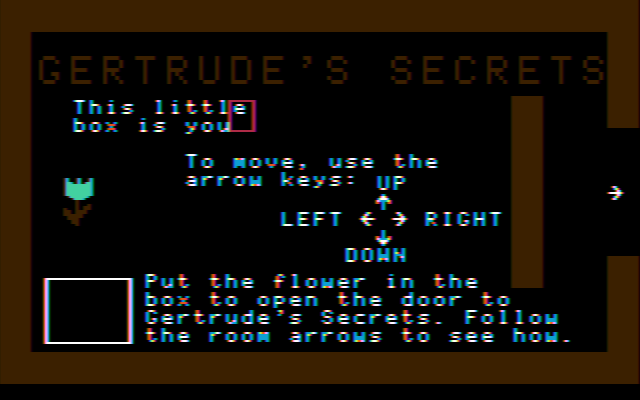 GERTRUDE'S SECRETS
This little
box is you
To move, use the
arrow keys: UP
↑
LEFT ← → RIGHT
↓
DOWN
→
Put the flower in the
box to open the door to
Gertrude's Secrets. Follow
the room arrows to see how.